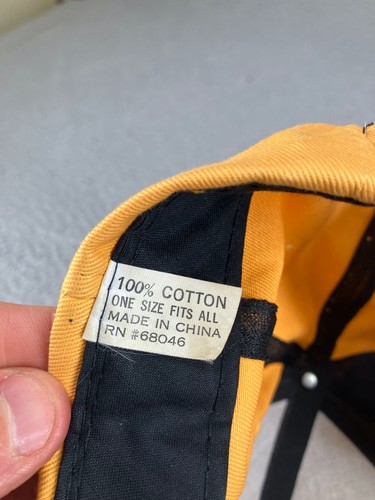 100% COTTON
ONE SIZE FITS ALL
MADE IN CHINA
RN #68046